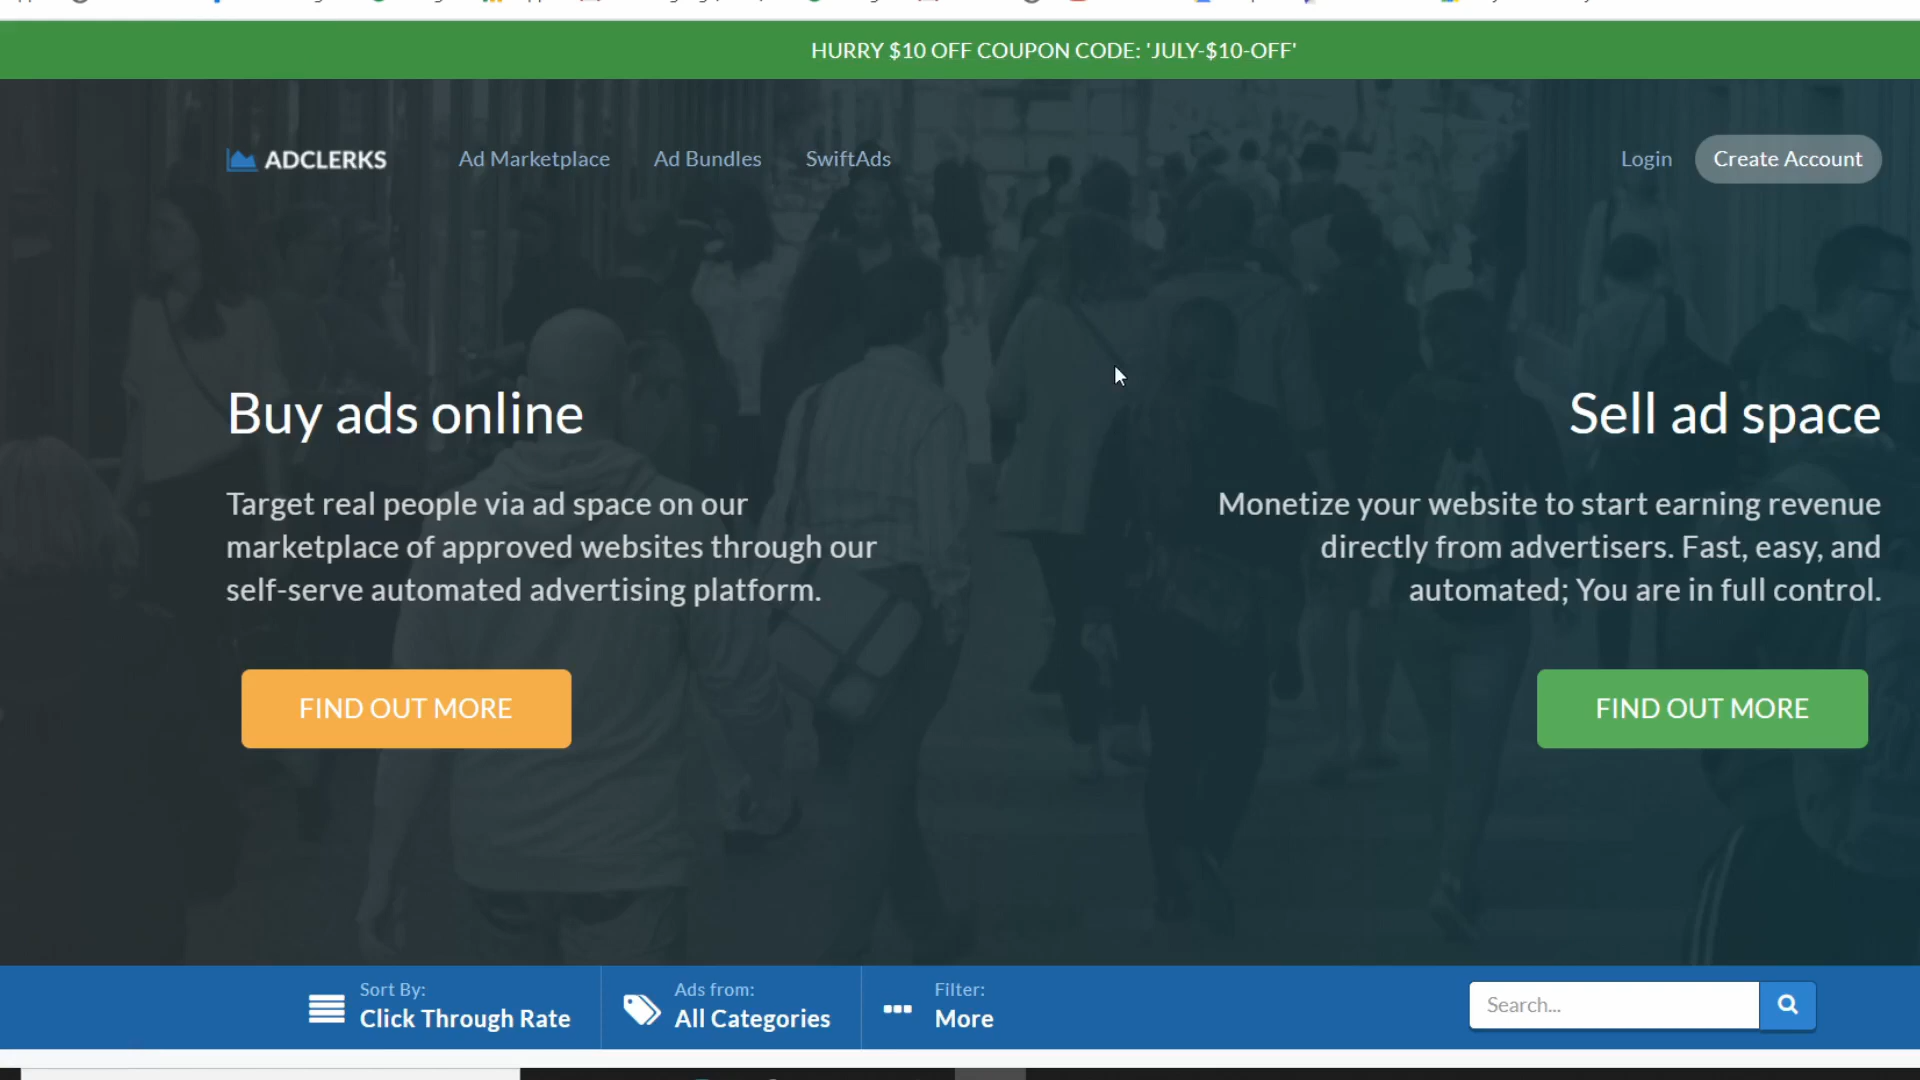 HURRY $10 OFF COUPON CODE: 'JULY-$10-OFF'
ADCLERKS Ad Marketplace Ad Bundles SwiftAds Login Create Account
Buy ads online
Target real people via ad space on our
marketplace of approved websites through our
self-serve automated advertising platform.
FIND OUT MORE
Sell ad space
Monetize your website to start earning revenue
directly from advertisers. Fast, easy, and
automated; You are in full control.
FIND OUT MORE
Sort By:
Click Through Rate
Ads from:
All Categories
Filter:
More
Search...